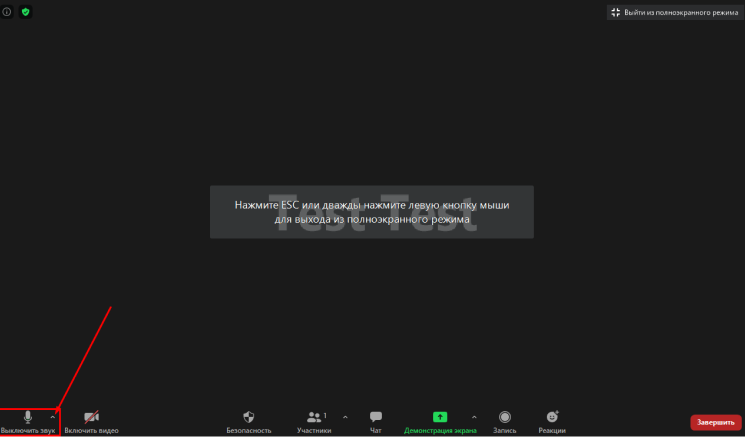 Выйти из полноэкранного режима
Test Test
Нажмите ESC или дважды нажмите левую кнопку мыши
для выхода из полноэкранного режима
1
Выключить звук
Включить видео
Безопасность
Участники
Чат
Демонстрация экрана
Запись
Реакции
Завершить